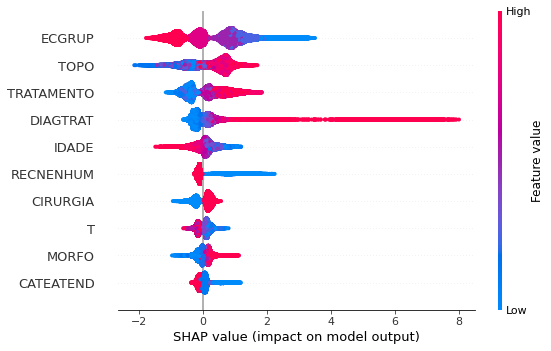 High
ECGRUP
TOPO
TRATAMENTO
DIAGTRAT
IDADE
RECNENHUM
CIRURGIA
T
MORFO
CATEATEND
Feature value
Low
−2 0 2 4 6 8
SHAP value (impact on model output)